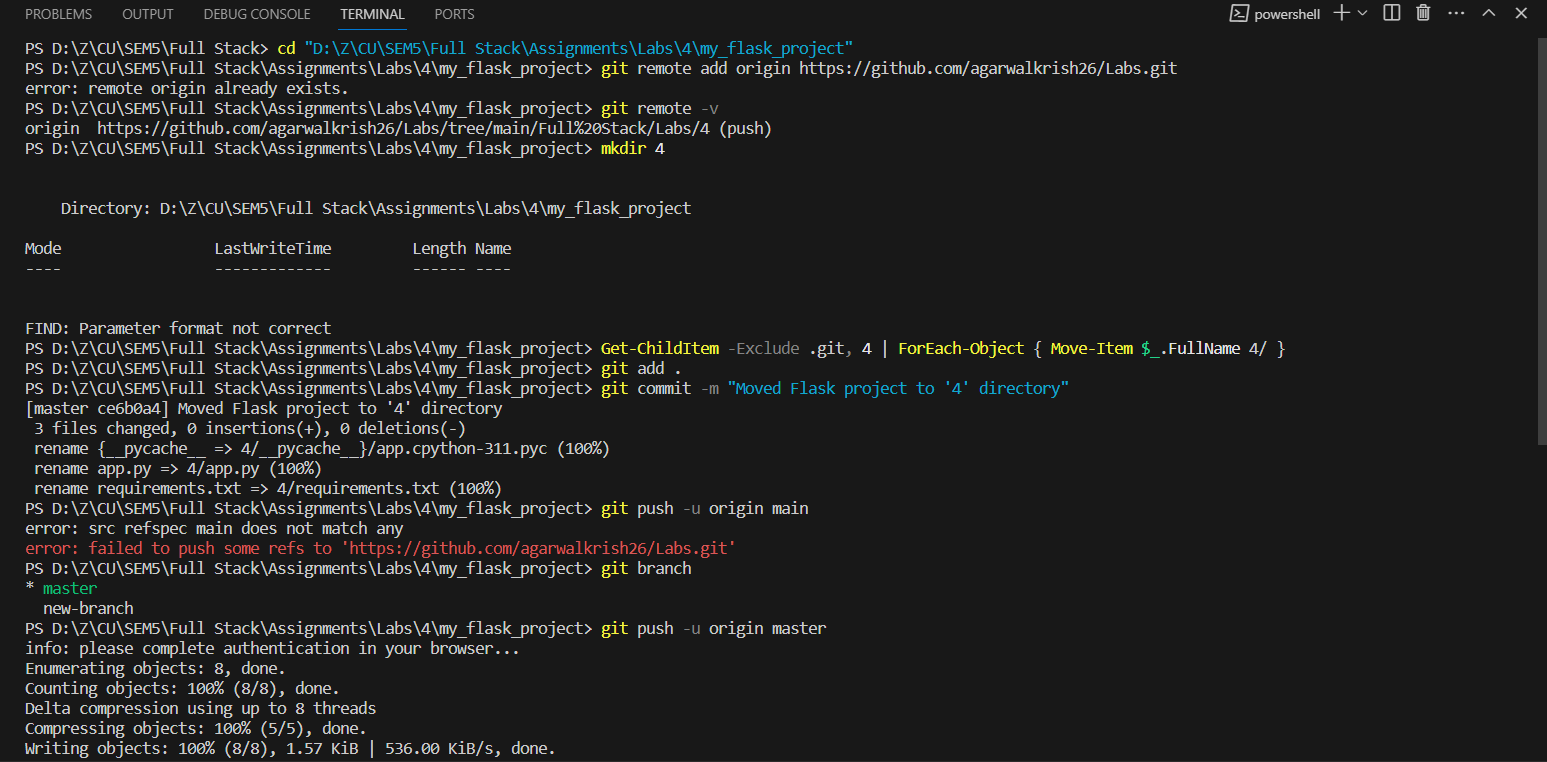 PROBLEMS OUTPUT DEBUG CONSOLE TERMINAL PORTS powershell
PS D:\Z\CU\SEM5\Full Stack> cd "D:\Z\CU\SEM5\Full Stack\Assignments\Labs\4\my_flask_project"
PS D:\Z\CU\SEM5\Full Stack\Assignments\Labs\4\my_flask_project> git remote add origin https://github.com/agarwalkrish26/Labs.git
error: remote origin already exists.
PS D:\Z\CU\SEM5\Full Stack\Assignments\Labs\4\my_flask_project> git remote -v
origin  https://github.com/agarwalkrish26/Labs/tree/main/Full%20Stack/Labs/4 (push)
PS D:\Z\CU\SEM5\Full Stack\Assignments\Labs\4\my_flask_project> mkdir 4
    Directory: D:\Z\CU\SEM5\Full Stack\Assignments\Labs\4\my_flask_project
Mode                 LastWriteTime         Length Name
----                 -------------         ------ ----
FIND: Parameter format not correct
PS D:\Z\CU\SEM5\Full Stack\Assignments\Labs\4\my_flask_project> Get-ChildItem -Exclude .git, 4 | ForEach-Object { Move-Item $_.FullName 4/ }
PS D:\Z\CU\SEM5\Full Stack\Assignments\Labs\4\my_flask_project> git add .
PS D:\Z\CU\SEM5\Full Stack\Assignments\Labs\4\my_flask_project> git commit -m "Moved Flask project to '4' directory"
[master ce6b0a4] Moved Flask project to '4' directory
 3 files changed, 0 insertions(+), 0 deletions(-)
 rename {__pycache__ => 4/__pycache__}/app.cpython-311.pyc (100%)
 rename app.py => 4/app.py (100%)
 rename requirements.txt => 4/requirements.txt (100%)
PS D:\Z\CU\SEM5\Full Stack\Assignments\Labs\4\my_flask_project> git push -u origin main
error: src refspec main does not match any
error: failed to push some refs to 'https://github.com/agarwalkrish26/Labs.git'
PS D:\Z\CU\SEM5\Full Stack\Assignments\Labs\4\my_flask_project> git branch
* master
  new-branch
PS D:\Z\CU\SEM5\Full Stack\Assignments\Labs\4\my_flask_project> git push -u origin master
info: please complete authentication in your browser...
Enumerating objects: 8, done.
Counting objects: 100% (8/8), done.
Delta compression using up to 8 threads
Compressing objects: 100% (5/5), done.
Writing objects: 100% (8/8), 1.57 KiB | 536.00 KiB/s, done.